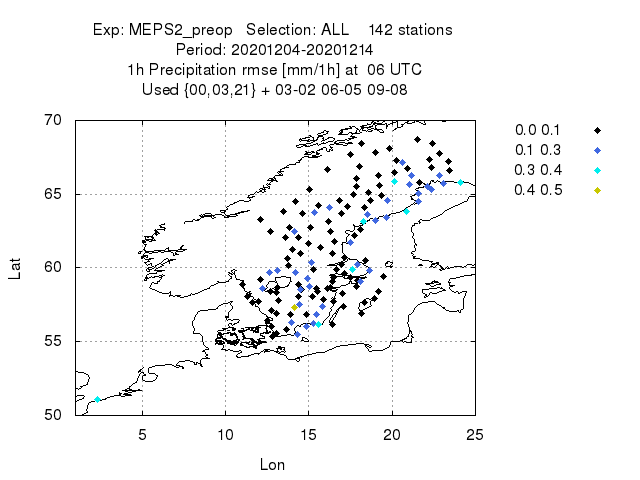 Exp: MEPS2_preop   Selection: ALL    142 stations
Period: 20201204-20201214
1h Precipitation rmse [mm/1h] at  06 UTC
Used {00,03,21} + 03-02 06-05 09-08
70
65
60
55
50
Lat
5 10 15 20 25
Lon
0.0 0.1
0.1 0.3
0.3 0.4
0.4 0.5